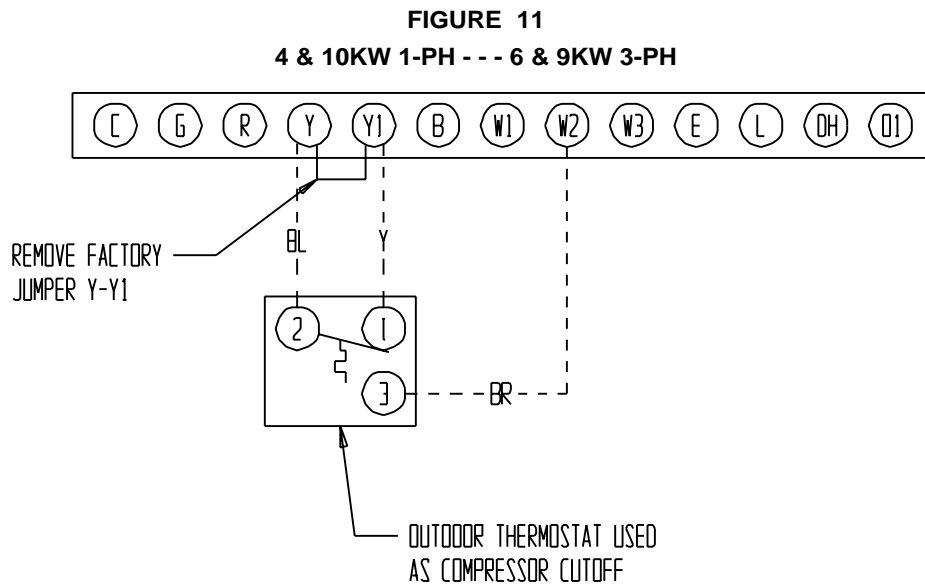 FIGURE 11
4 & 10KW 1-PH - - - 6 & 9KW 3-PH
C G R Y Y1 B W1 W2 W3 E L OH O1
REMOVE FACTORY
JUMPER Y-Y1
BL Y
2 1
3 BR
OUTDOOR THERMOSTAT USED
AS COMPRESSOR CUTOFF